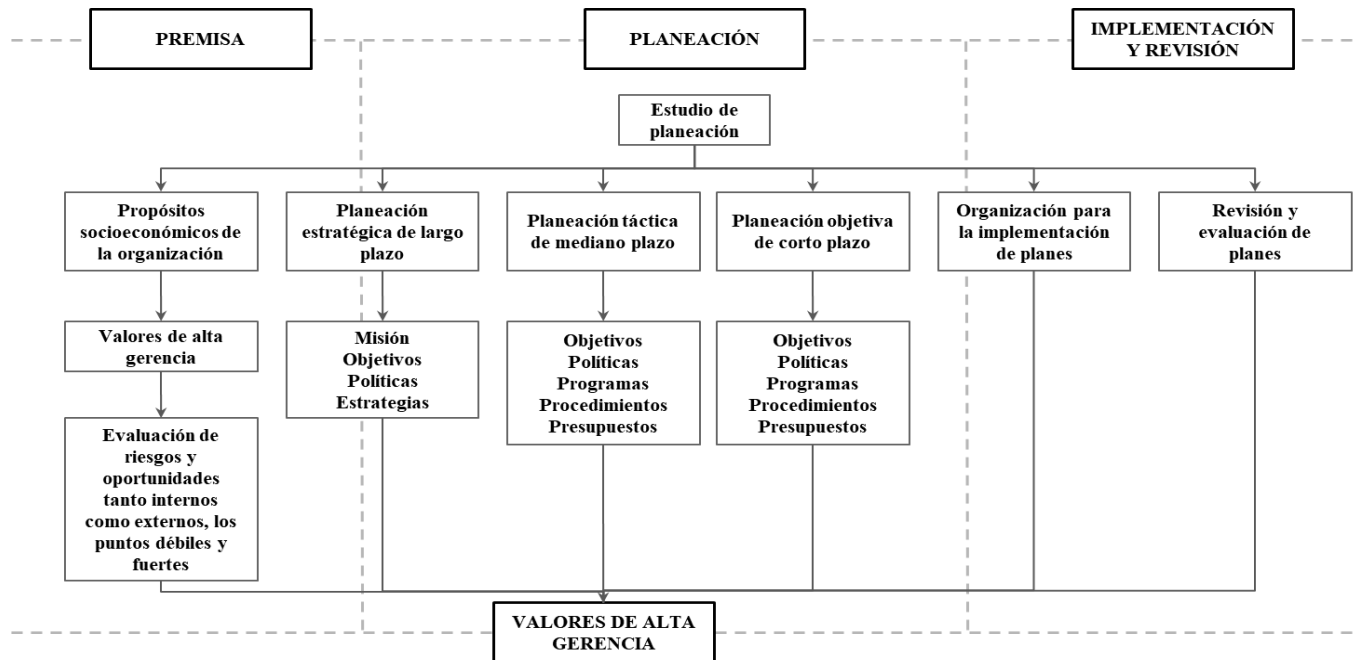 PREMISA
PLANEACIÓN
IMPLEMENTACIÓN
Y REVISIÓN
Estudio de
planeación
Propósitos
socioeconómicos de
la organización
Planeación
estratégica de largo
plazo
Planeación táctica
de mediano plazo
Planeación objetiva
de corto plazo
Organización para
la implementación
de planes
Revisión y
evaluación de
planes
Valores de alta
gerencia
Misión
Objetivos
Políticas
Estrategias
Objetivos
Políticas
Programas
Procedimientos
Presupuestos
Objetivos
Políticas
Programas
Procedimientos
Presupuestos
Evaluación de
riesgos y
oportunidades
tanto internos
como externos, los
puntos débiles y
fuertes
VALORES DE ALTA
GERENCIA